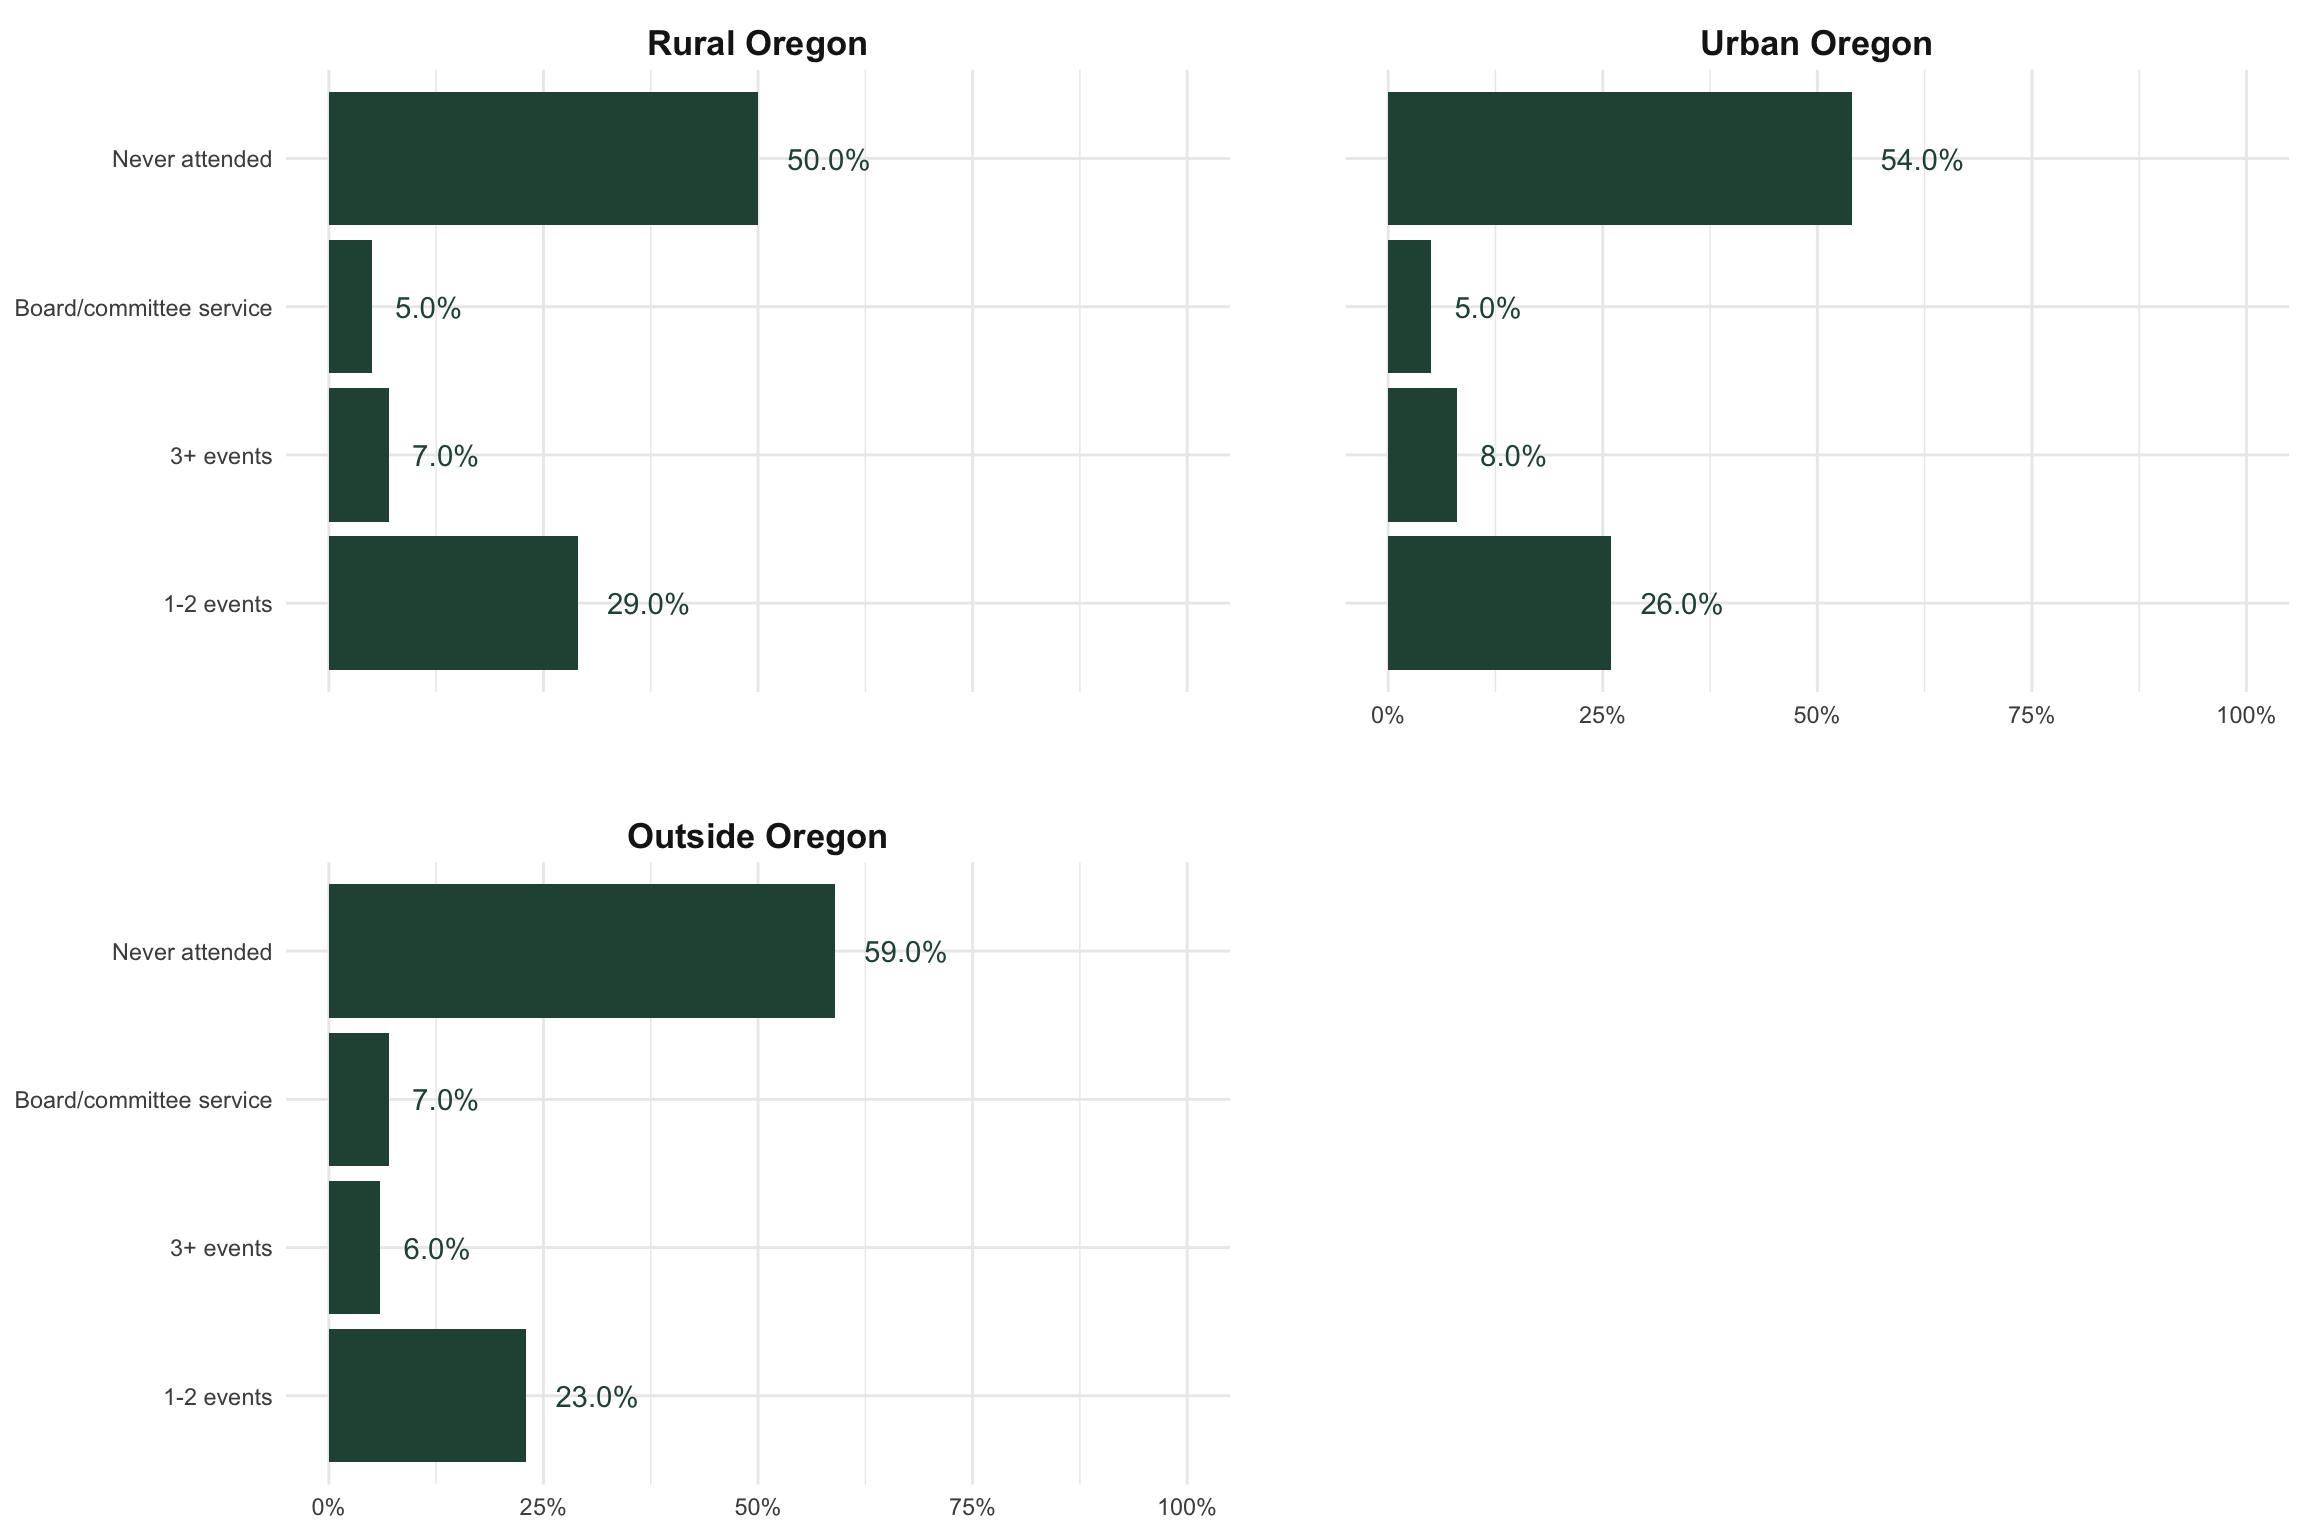 Rural Oregon
Never attended
50.0%
Board/committee service
5.0%
3+ events
7.0%
1-2 events
29.0%
Urban Oregon
54.0%
5.0%
8.0%
26.0%
0% 25% 50% 75% 100%
Outside Oregon
Never attended
59.0%
Board/committee service
7.0%
3+ events
6.0%
1-2 events
23.0%
0% 25% 50% 75% 100%